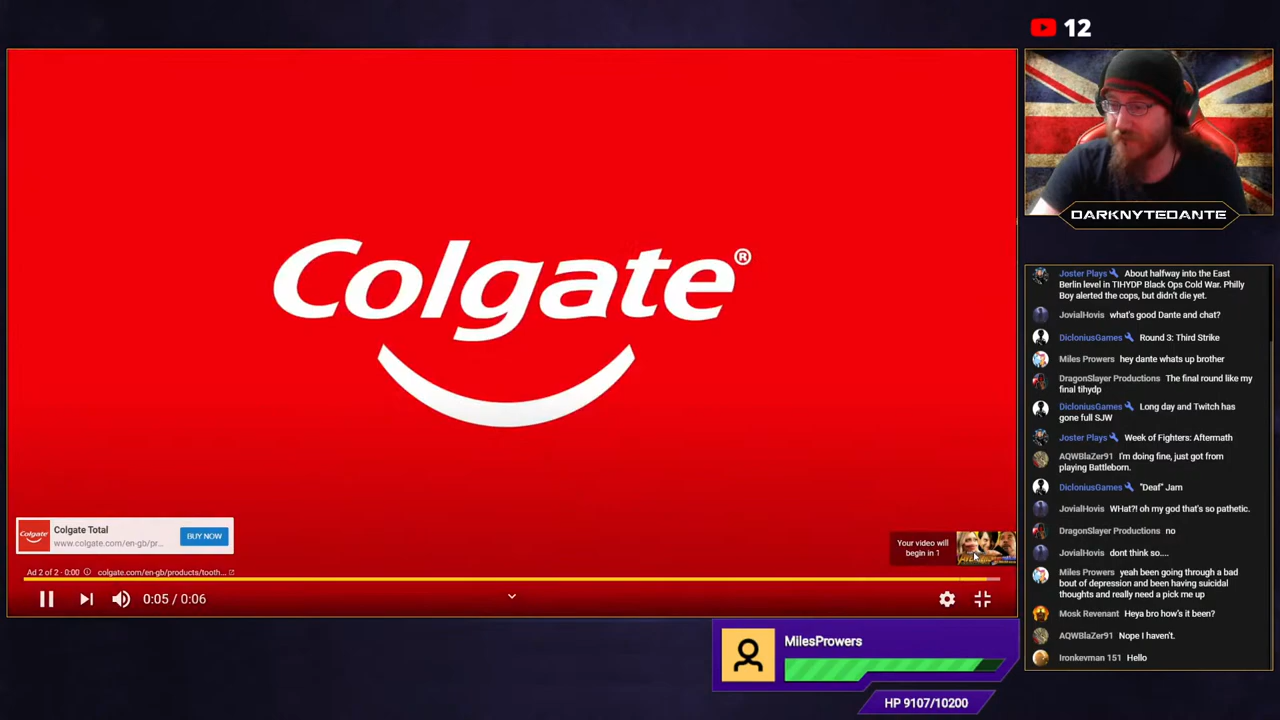 12
Colgate®
DARKNYTEDANTE
Joster Plays About halfway into the East
Berlin level in TIHYDP Black Ops Cold War. Philly
Boy alerted the cops, but didn't die yet.
JovialHovis what's good Dante and chat?
DicloniusGames Round 3: Third Strike
Miles Prowers hey dante whats up brother
DragonSlayer Productions The final round like my
final tihydp
DicloniusGames Long day and Twitch has
gone full SJW
Joster Plays Week of Fighters: Aftermath
AQWBlaZer91 I'm doing fine, just got from
playing Battleborn.
DicloniusGames "Deaf" Jam
JovialHovis WHat?! oh my god that's so pathetic.
DragonSlayer Productions no
JovialHovis dont think so....
Miles Prowers yeah been going through a bad
bout of depression and been having suicidal
thoughts and really need a pick me up
Mosk Revenant Heya bro how's it been?
AQWBlaZer91 Nope I haven't.
Ironkevman 151 Hello
Colgate Total
www.colgate.com/en-gb/pr...
BUY NOW
Your video will
begin in 1
Ad 2 of 2 · 0:00 colgate.com/en-gb/products/tooth...
0:05 / 0:06
MilesProwers
HP 9107/10200